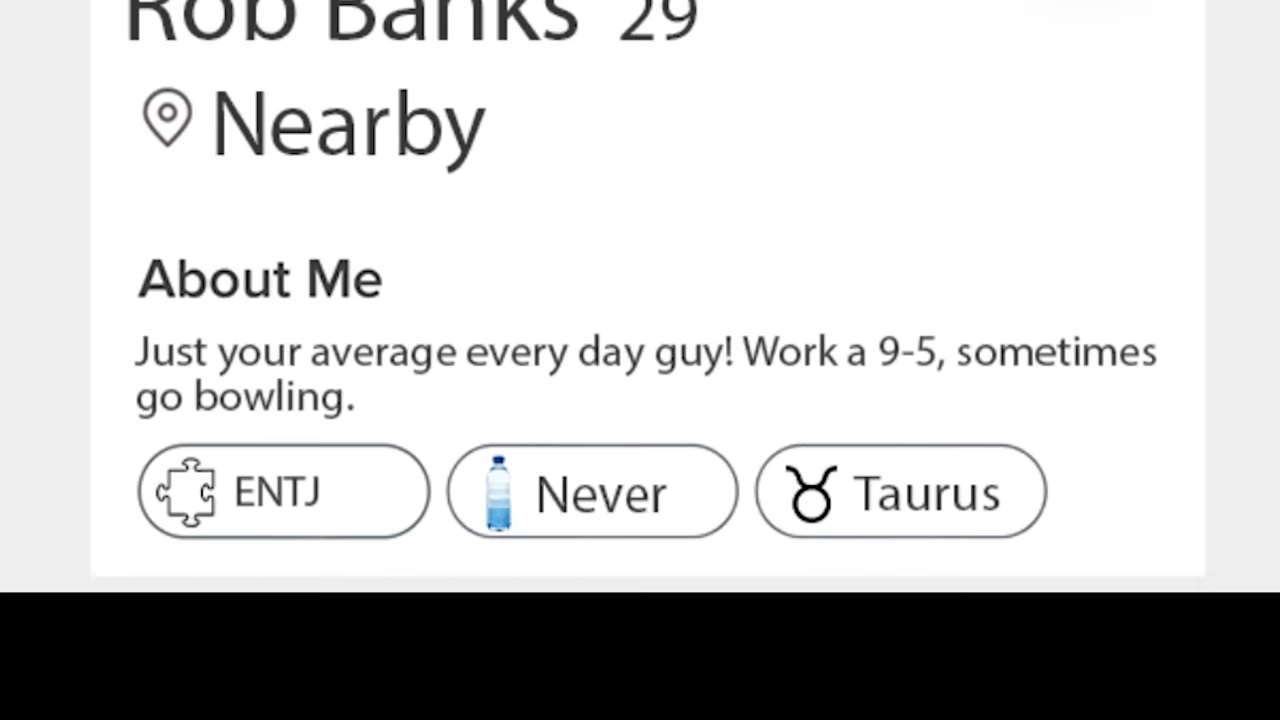 Rob Banks 29
Nearby
About Me
Just your average every day guy! Work a 9-5, sometimes
go bowling.
ENTJ
Never
Taurus